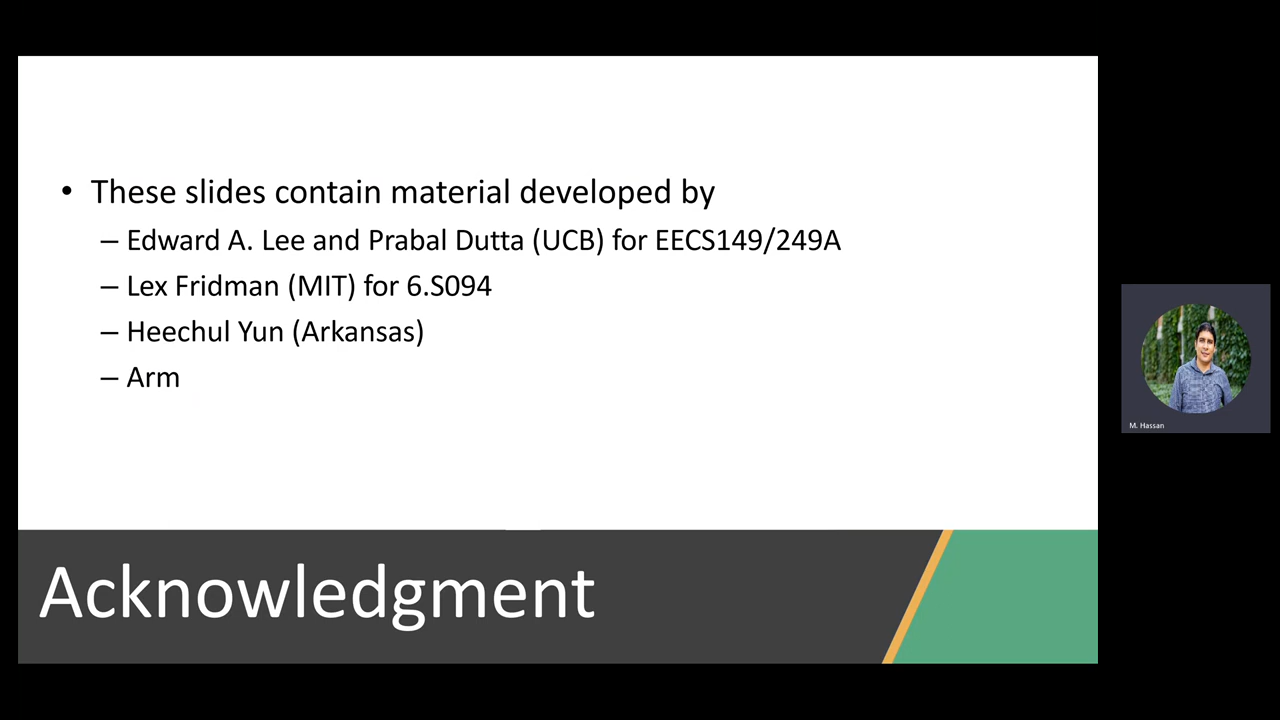 • These slides contain material developed by
– Edward A. Lee and Prabal Dutta (UCB) for EECS149/249A
– Lex Fridman (MIT) for 6.S094
– Heechul Yun (Arkansas)
– Arm
M. Hassan
Acknowledgment